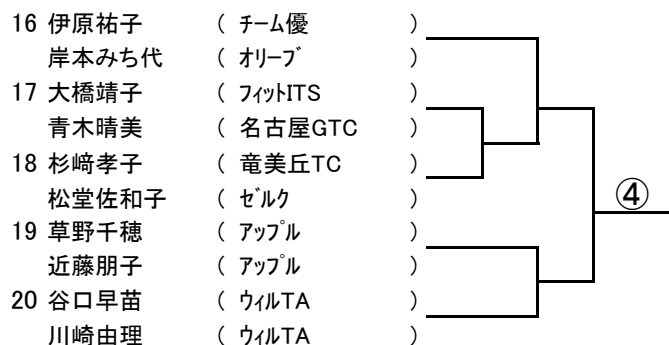 16 伊原祐子 ( チーム優 )
岸本みち代 ( オリーブ )
17 大橋靖子 ( フィットITS )
青木晴美 ( 名古屋GTC )
18 杉﨑孝子 ( 竜美丘TC )
松堂佐和子 ( ゼルク )
④
19 草野千穂 ( アップル )
近藤朋子 ( アップル )
20 谷口早苗 ( ウィルTA )
川崎由理 ( ウィルTA )